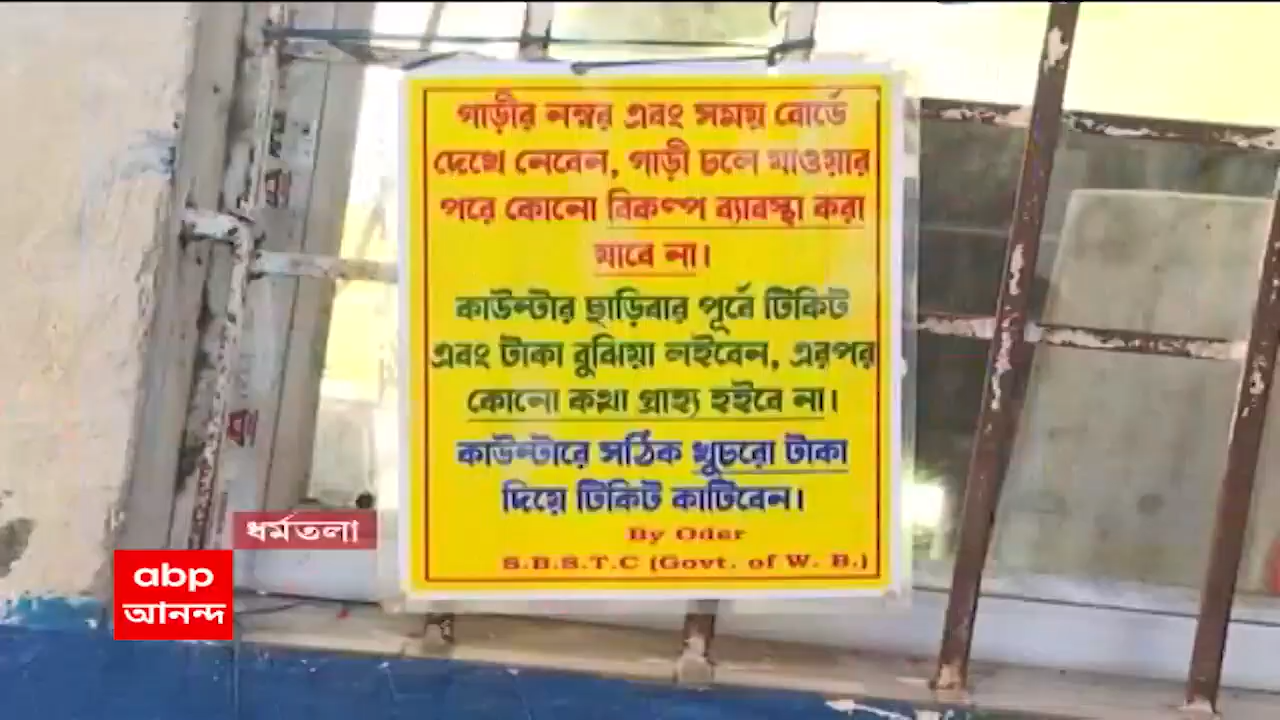 গাড়ীর নম্বর এবং সময় বোর্ডে
দেখে নেবেন, গাড়ী চলে যাওয়ার
পরে কোনো বিকল্প ব্যাবস্থা করা
যাবে না।
কাউন্টার ছাড়িবার পূর্বে টিকিট
এবং টাকা বুঝিয়া লইবেন, এরপর
কোনো কথা গ্রাহ্য হইবে না।
কাউন্টারে সঠিক খুচরো টাকা
দিয়ে টিকিট কাটিবেন।
By Oder
S.B.S.T.C (Govt. of W. B.)
ধর্মতলা
abp
আনন্দ